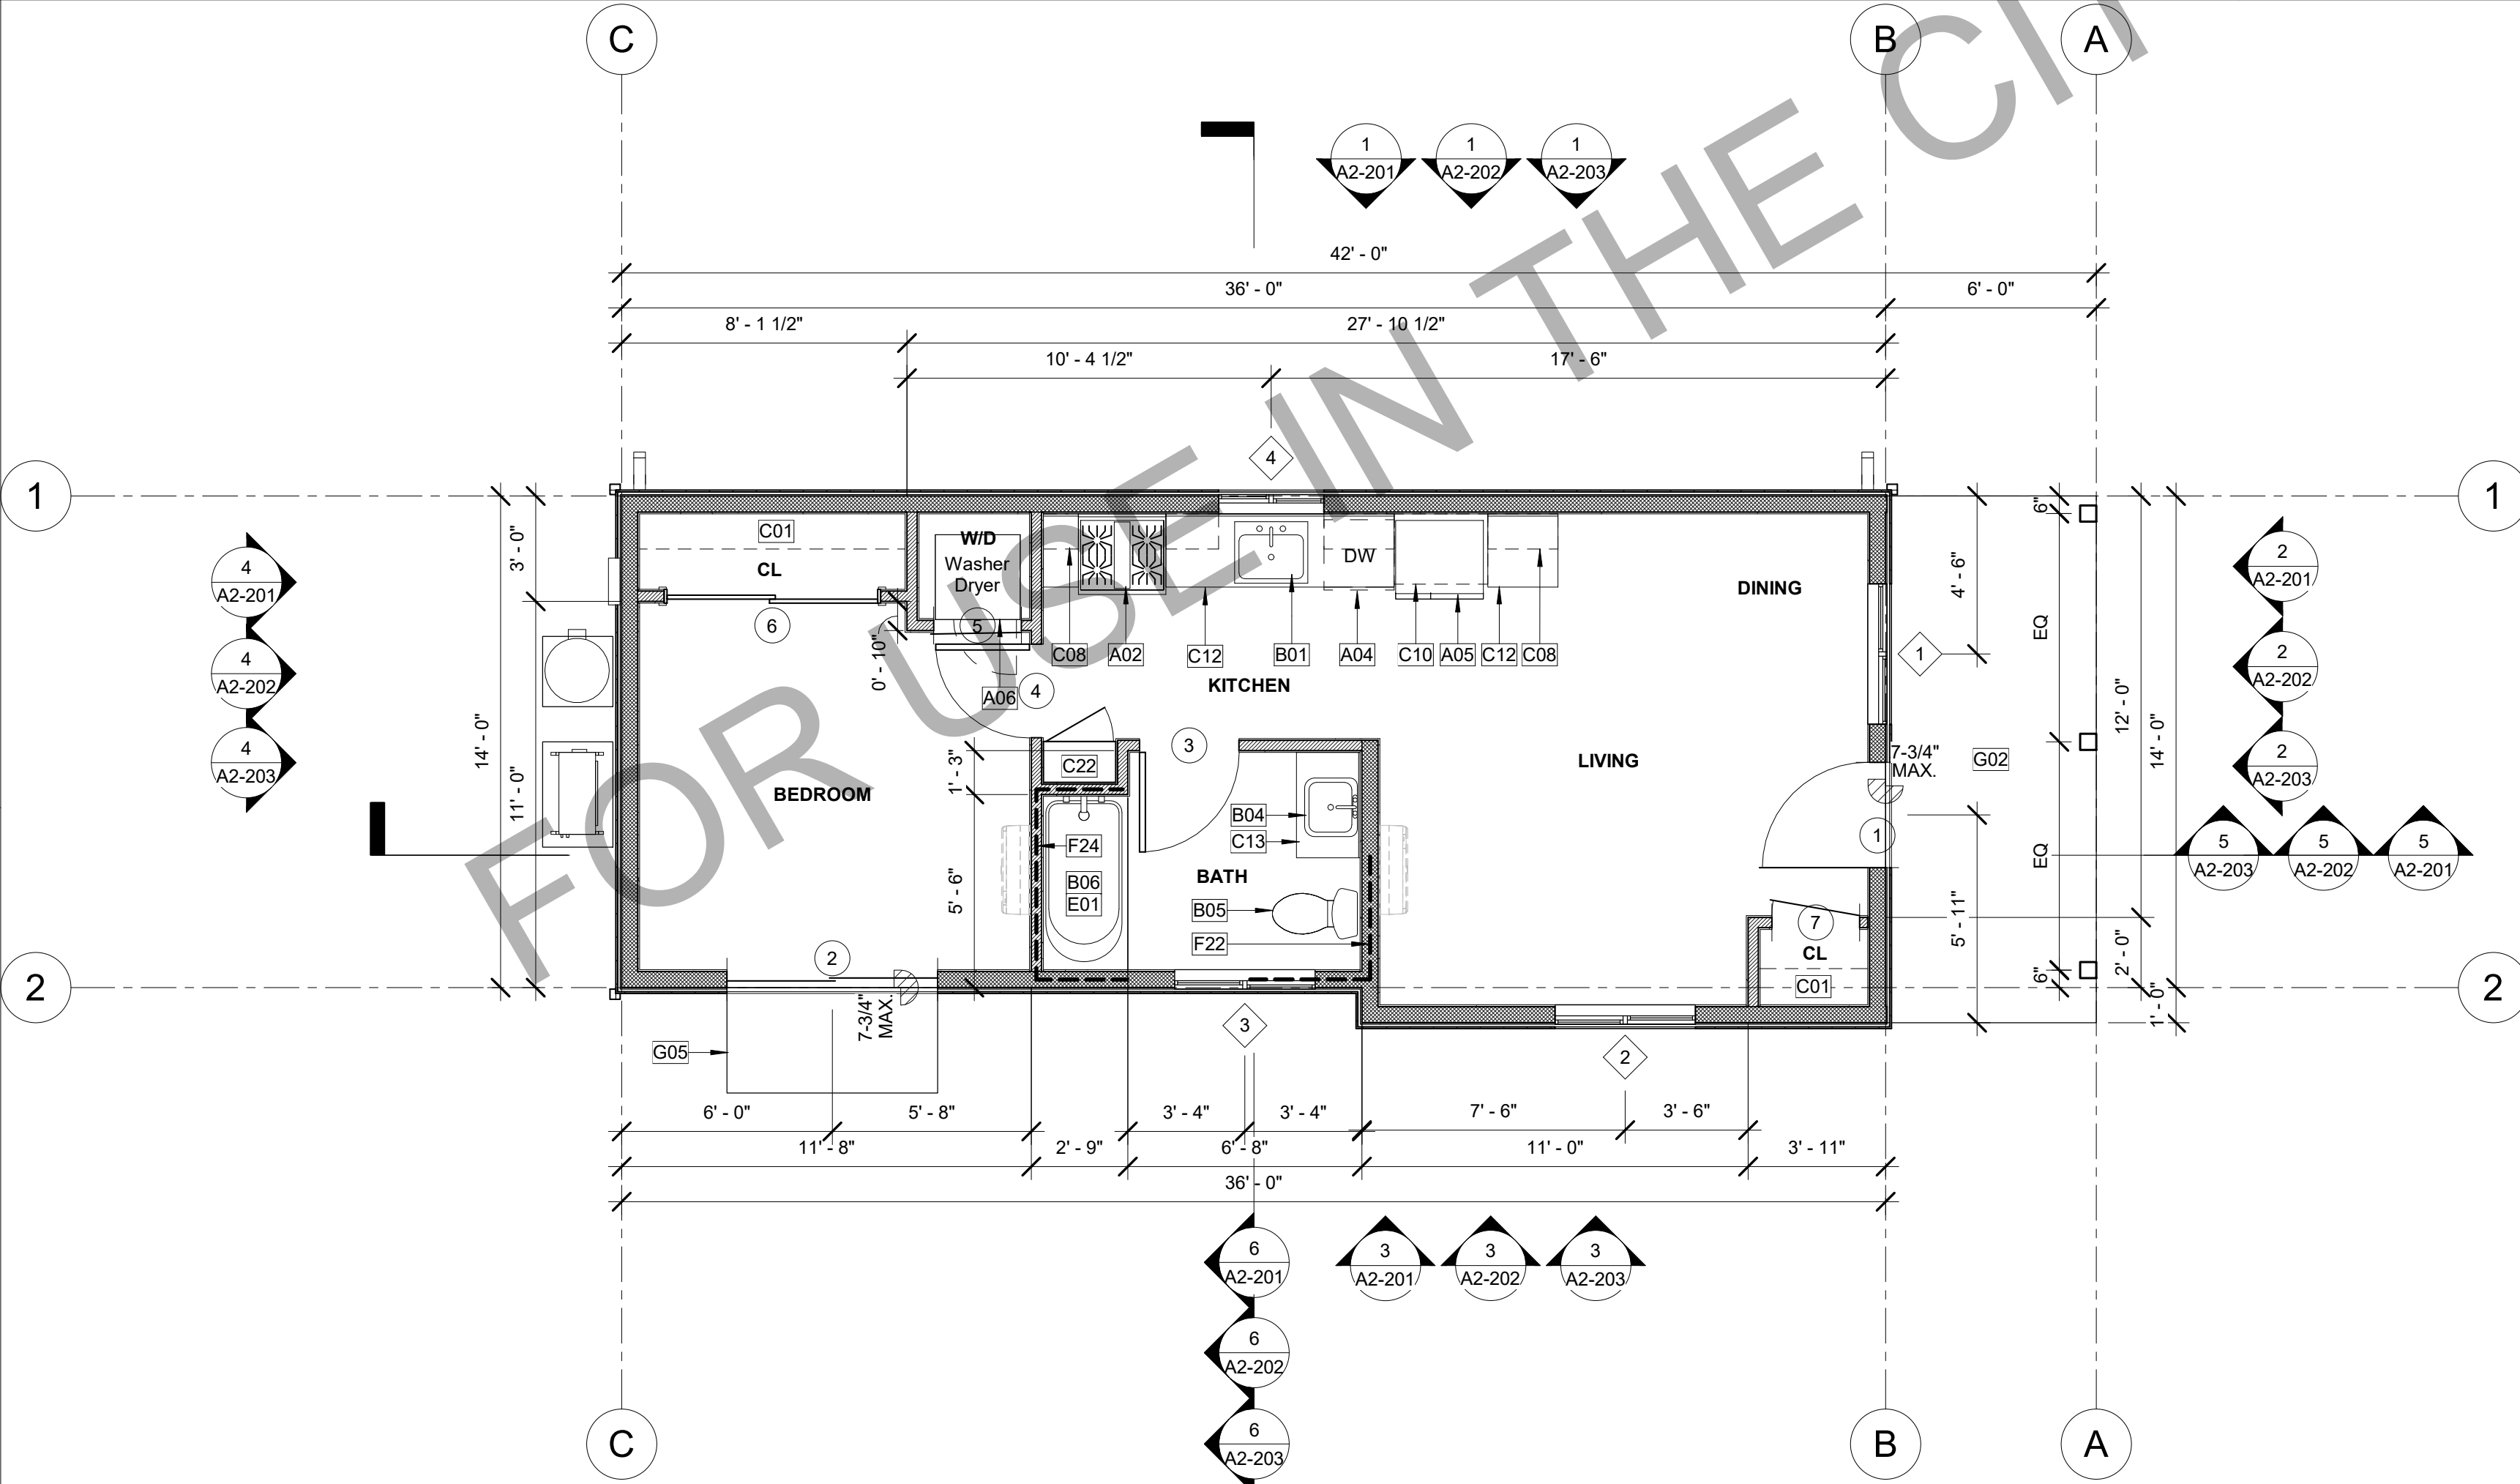 C
B
A
FOR USE IN THE CIT
1
A2-201
1
A2-202
1
A2-203
42' - 0"
36' - 0"
6' - 0"
8' - 1 1/2"
27' - 10 1/2"
10' - 4 1/2"
17' - 6"
4
1
1
3' - 0"
14' - 0"
11' - 0"
4
A2-201
4
A2-202
4
A2-203
C01
CL
6
W/D
Washer
Dryer
5
0' - 10"
A06
4
C08
A02
C12
B01
DW
A04
C10
A05
C12
C08
KITCHEN
DINING
LIVING
BEDROOM
1' - 3"
5' - 6"
C22
3
F24
B06
E01
B04
C13
BATH
B05
F22
1
7-3/4"
MAX.
G02
1
7
CL
C01
6"
4' - 6"
EQ
12' - 0"
14' - 0"
EQ
5' - 11"
2' - 0"
6"
1' - 0"
2
A2-201
2
A2-202
2
A2-203
5
A2-203
5
A2-202
5
A2-201
2
2
2
7-3/4"
MAX.
G05
3
2
6' - 0"
5' - 8"
3' - 4"
3' - 4"
7' - 6"
3' - 6"
11' - 8"
2' - 9"
6' - 8"
11' - 0"
3' - 11"
36' - 0"
6
A2-201
6
A2-202
6
A2-203
3
A2-201
3
A2-202
3
A2-203
C
B
A